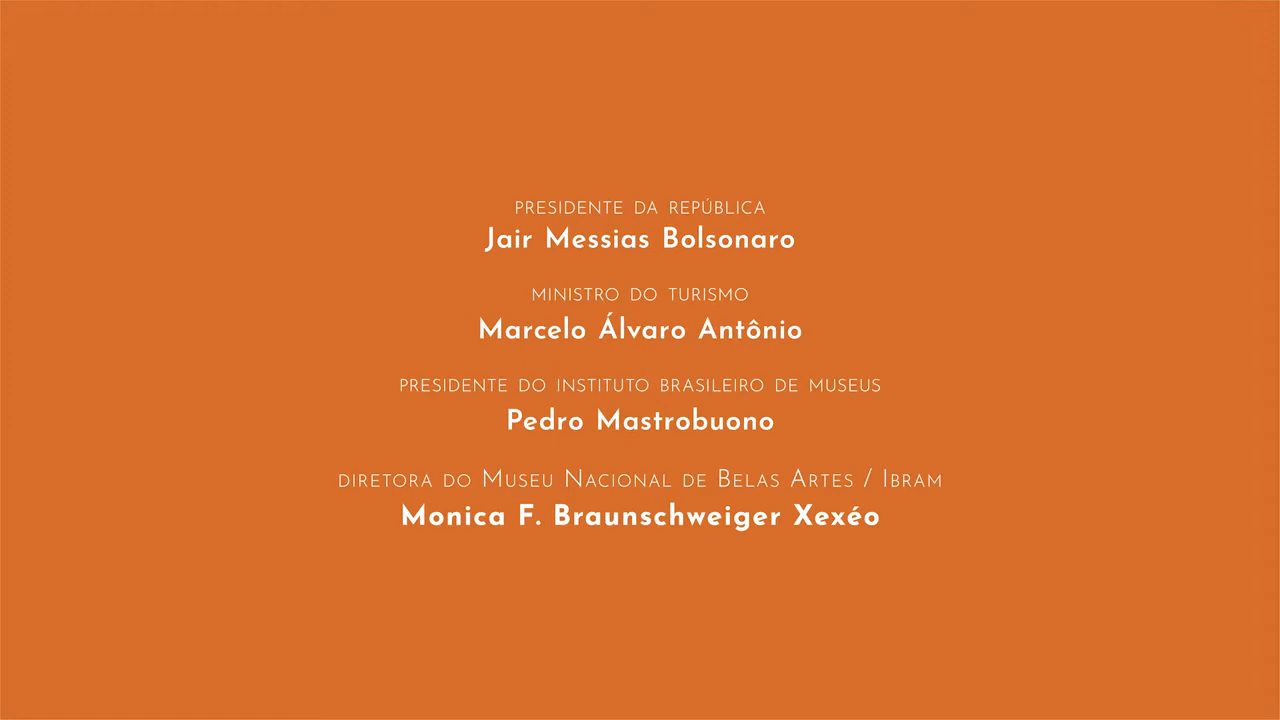 PRESIDENTE DA REPÚBLICA
Jair Messias Bolsonaro
MINISTRO DO TURISMO
Marcelo Álvaro Antônio
PRESIDENTE DO INSTITUTO BRASILEIRO DE MUSEUS
Pedro Mastrobuono
DIRETORA DO MUSEU NACIONAL DE BELAS ARTES / IBRAM
Monica F. Braunschweiger Xexéo